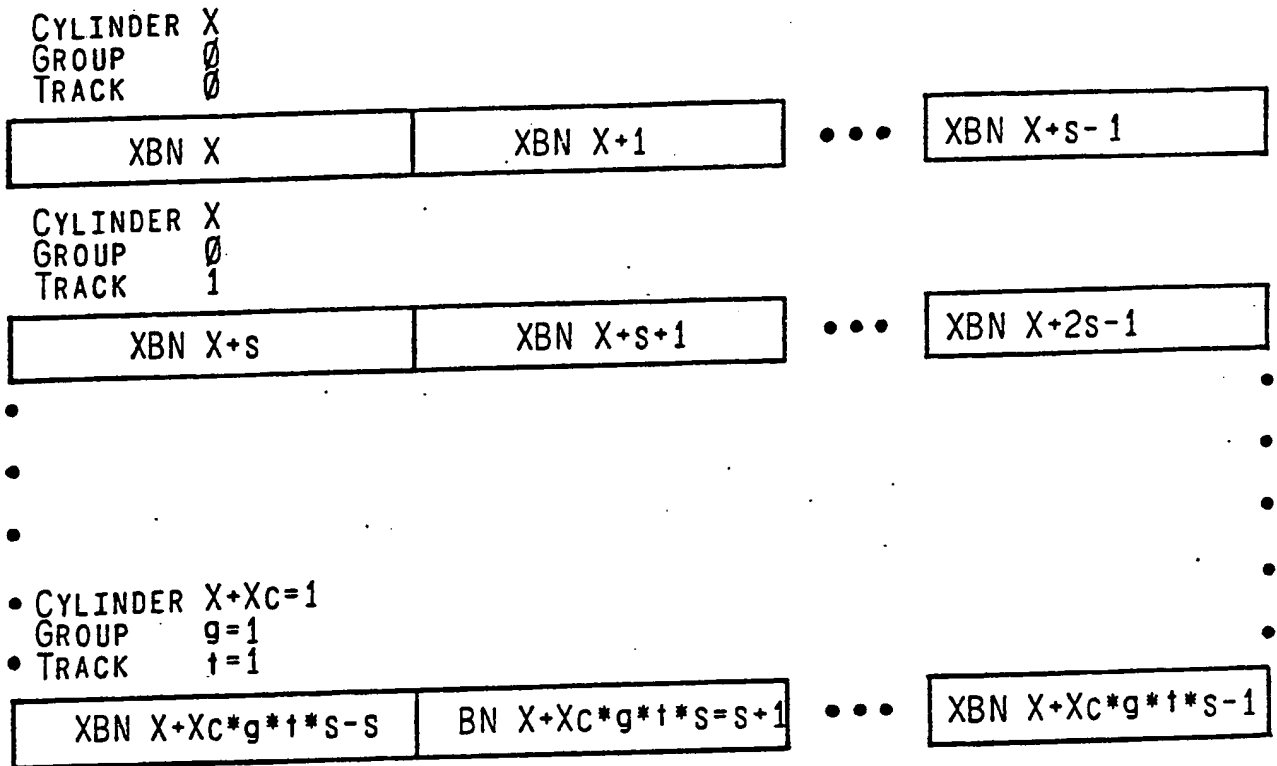 CYLINDER X
GROUP Ø
TRACK Ø
XBN X XBN X+1 ••• XBN X+s-1
CYLINDER X
GROUP Ø
TRACK 1
XBN X+s XBN X+s+1 ••• XBN X+2s-1
CYLINDER X+Xc=1
GROUP g=1
TRACK t=1
XBN X+Xc*g*t*s-s BN X+Xc*g*t*s=s+1 ••• XBN X+Xc*g*t*s-1